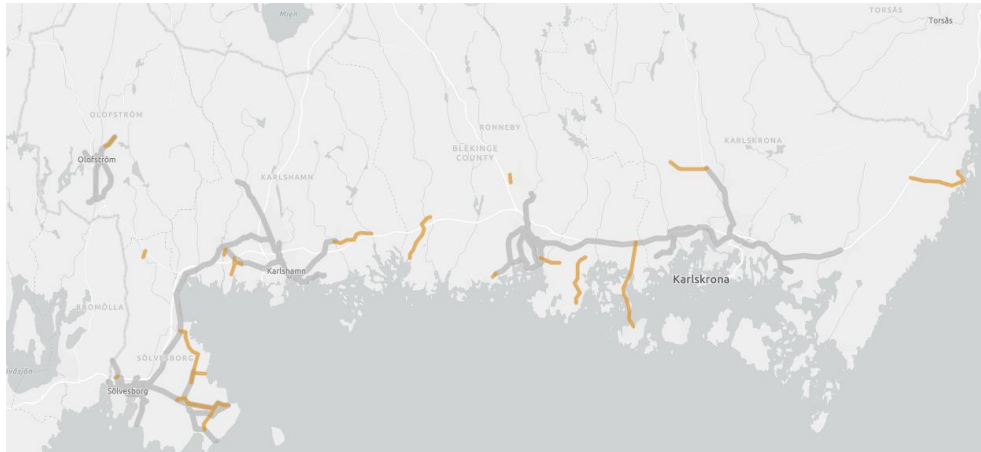 Mien
TORSÅS
Torsås
OLOFSTRÖM
Olofström
RONNEBY
BLEKINGE
COUNTY
KARLSKRONA
KARLSHAMN
Karlshamn
Karlskrona
BROMÖLLA
SÖLVESBORG
Sölvesborg